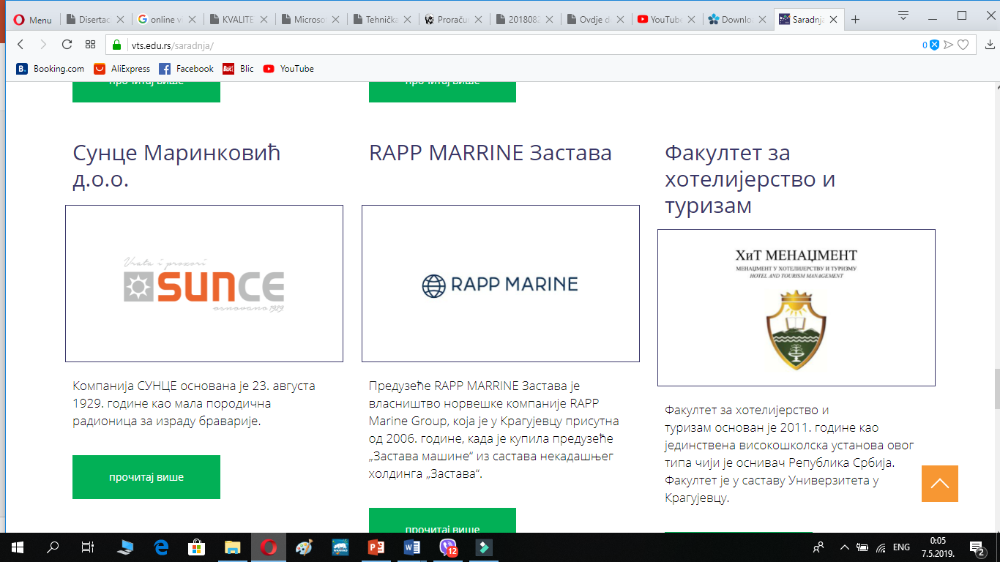 Menu
Disertac
online v
KVALITE
Microso
Tehnička
Proraču
2018082
Ovdje d
YouTube
Downlo
Saradnja
vts.edu.rs/saradnja/
0
Booking.com
AliExpress
Facebook
Blic
YouTube
прочитај више
прочитај више
Сунце Маринковић
д.о.о.
RAPP MARRINE Застава
Факултет за
хотелијерство и
туризам
Vrata i prozori
SUNCE
osnovano 1929
RAPP MARINE
ХиТ МЕНАЏМЕНТ
МЕНАЏМЕНТ У ХОТЕЛИЈЕРСТВУ И ТУРИЗМУ
HOTEL AND TOURISM MANAGEMENT
Компанија СУНЦЕ основана је 23. августа
1929. године као мала породична
радионица за израду браварије.
прочитај више
Предузеће RAPP MARRINE Застава је
власништво норвешке компаније RAPP
Marine Group, која је у Крагујевцу присутна
од 2006. године, када је купила предузеће
„Застава машине“ из састава некадашњег
холдинга „Застава“.
прочитај више
Факултет за хотелијерство и
туризам основан је 2011. године као
јединствена високошколска установа овог
типа чији је оснивач Република Србија.
Факултет је у саставу Универзитета у
Крагујевцу.
12
ENG
0:05
7.5.2019.
2